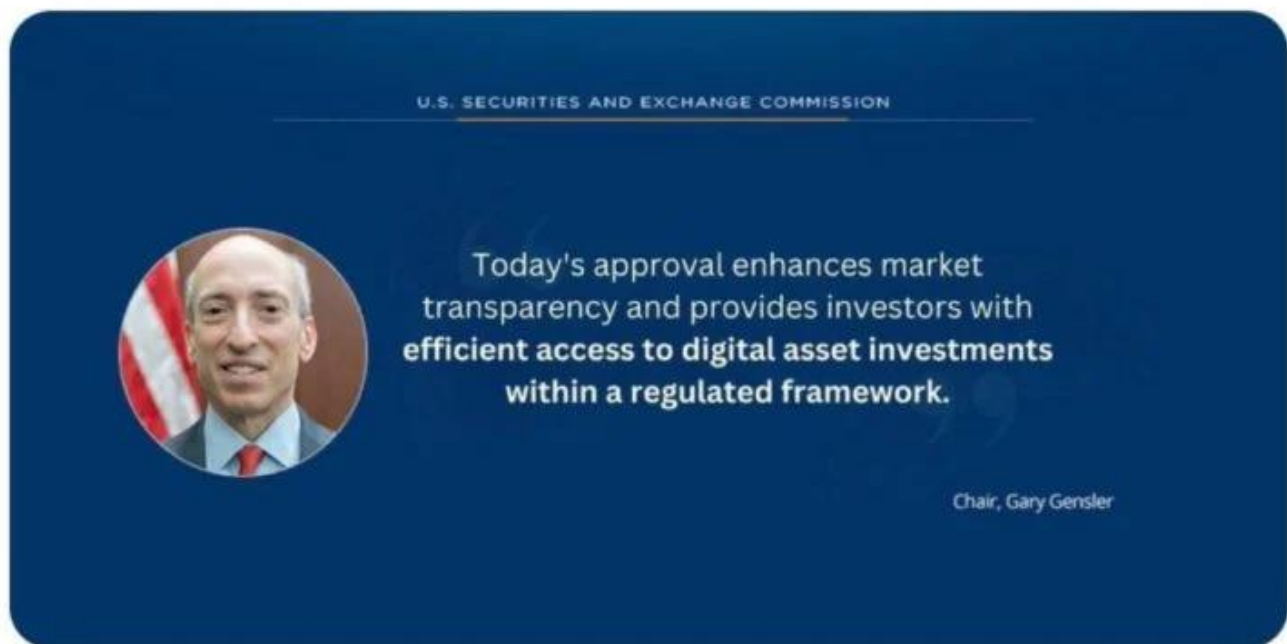 U.S. SECURITIES AND EXCHANGE COMMISSION
Today's approval enhances market
transparency and provides investors with
efficient access to digital asset investments
within a regulated framework.
Chair, Gary Gensler